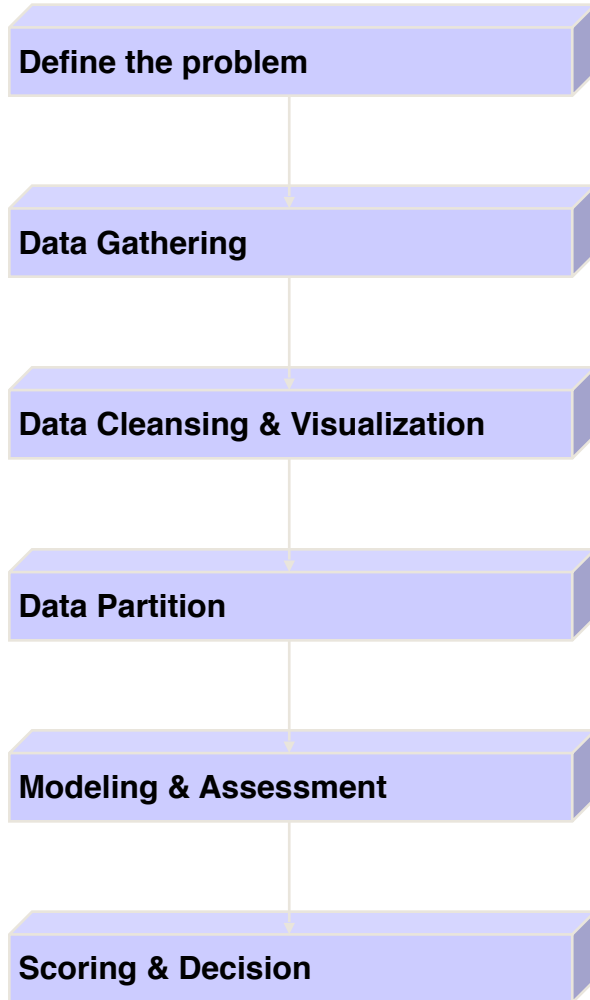 Define the problem
Data Gathering
Data Cleansing & Visualization
Data Partition
Modeling & Assessment
Scoring & Decision